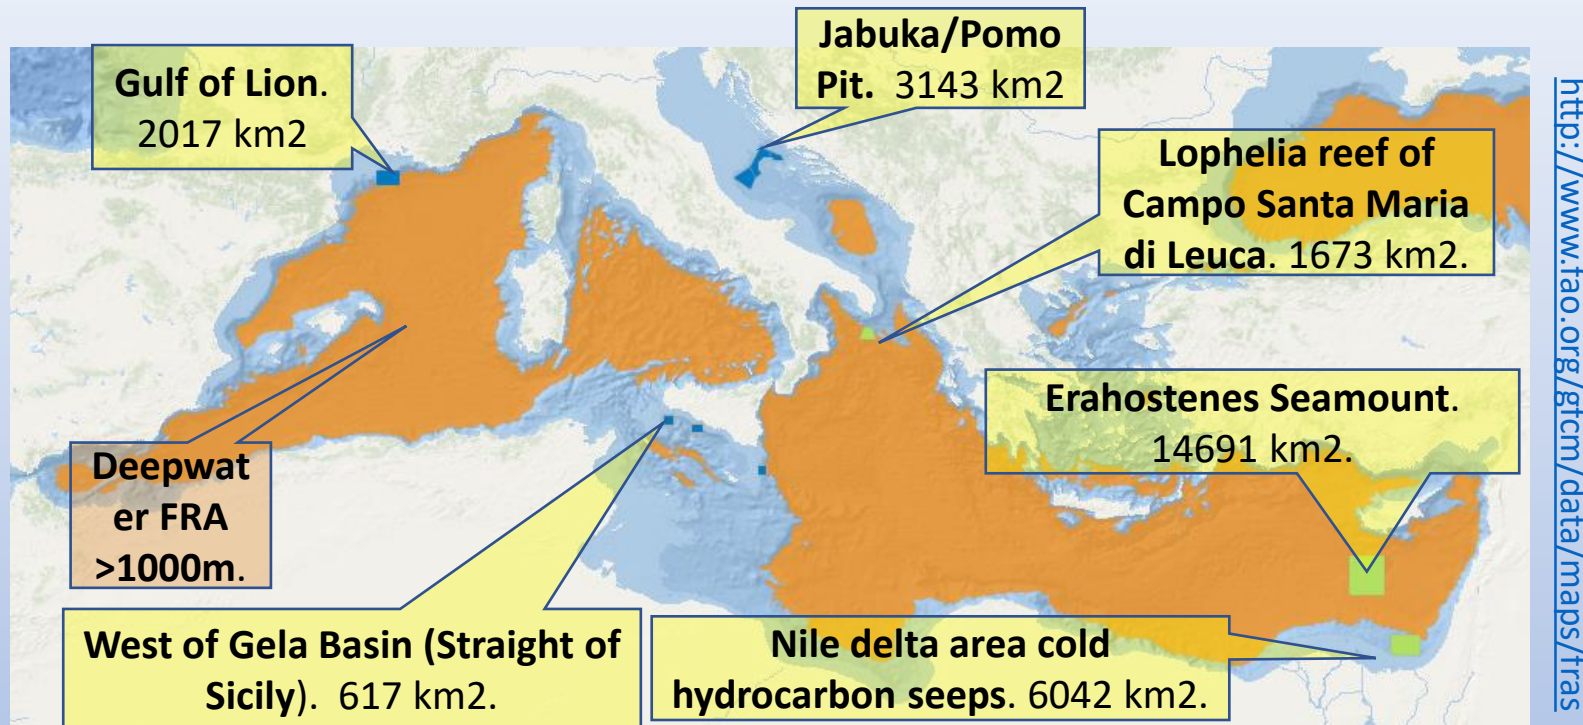 Jabuka/Pomo
Pit. 3143 km2
Gulf of Lion.
2017 km2
Lophelia reef of
Campo Santa Maria
di Leuca. 1673 km2.
Erahostenes Seamount.
14691 km2.
Deepwat
er FRA
>1000m.
West of Gela Basin (Straight of
Sicily). 617 km2.
Nile delta area cold
hydrocarbon seeps. 6042 km2.
http://www.fao.org/gfcm/data/maps/fras